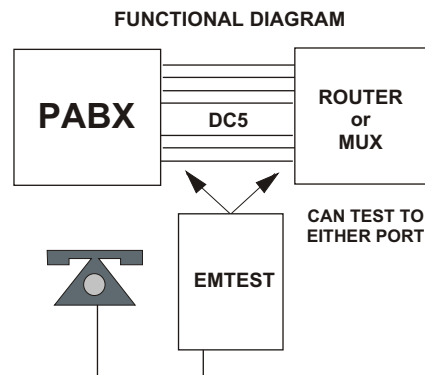 FUNCTIONAL DIAGRAM
PABX
DC5
ROUTER
or
MUX
CAN TEST TO
EITHER PORT
EMTEST